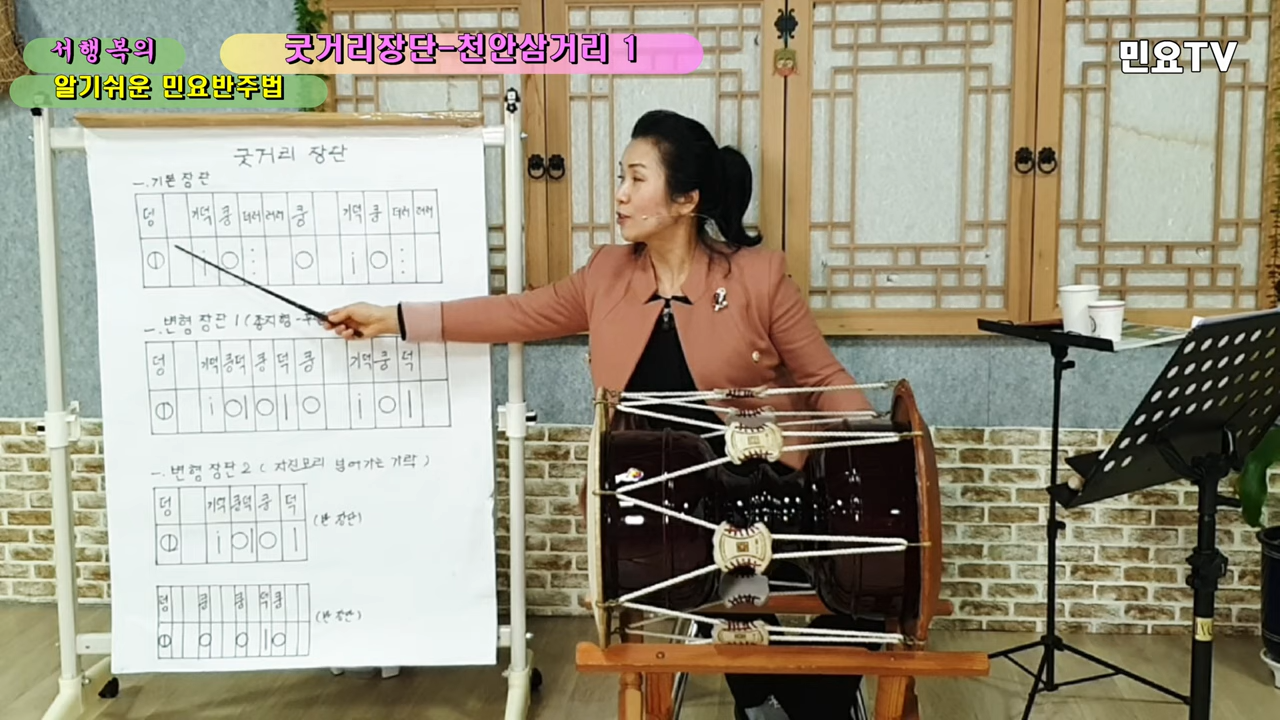 서행복의
알기쉬운 민요반주법
굿거리장단-천안삼거리 1
민요TV
굿거리 장단
一. 기본장단
덩 기덕 쿵 더러 러러 쿵 기덕 쿵 더러 러러
一. 변형 장단 1 (종지형-
덩 기덕 쿵덕 쿵 덕 쿵 기덕 쿵 덕
一. 변형 장단 2 ( 자진모리 넘어가는 가락 )
덩 기덕 쿵덕 쿵 덕
(반 장단)
덩 쿵 쿵 덕쿵
(반 장단)